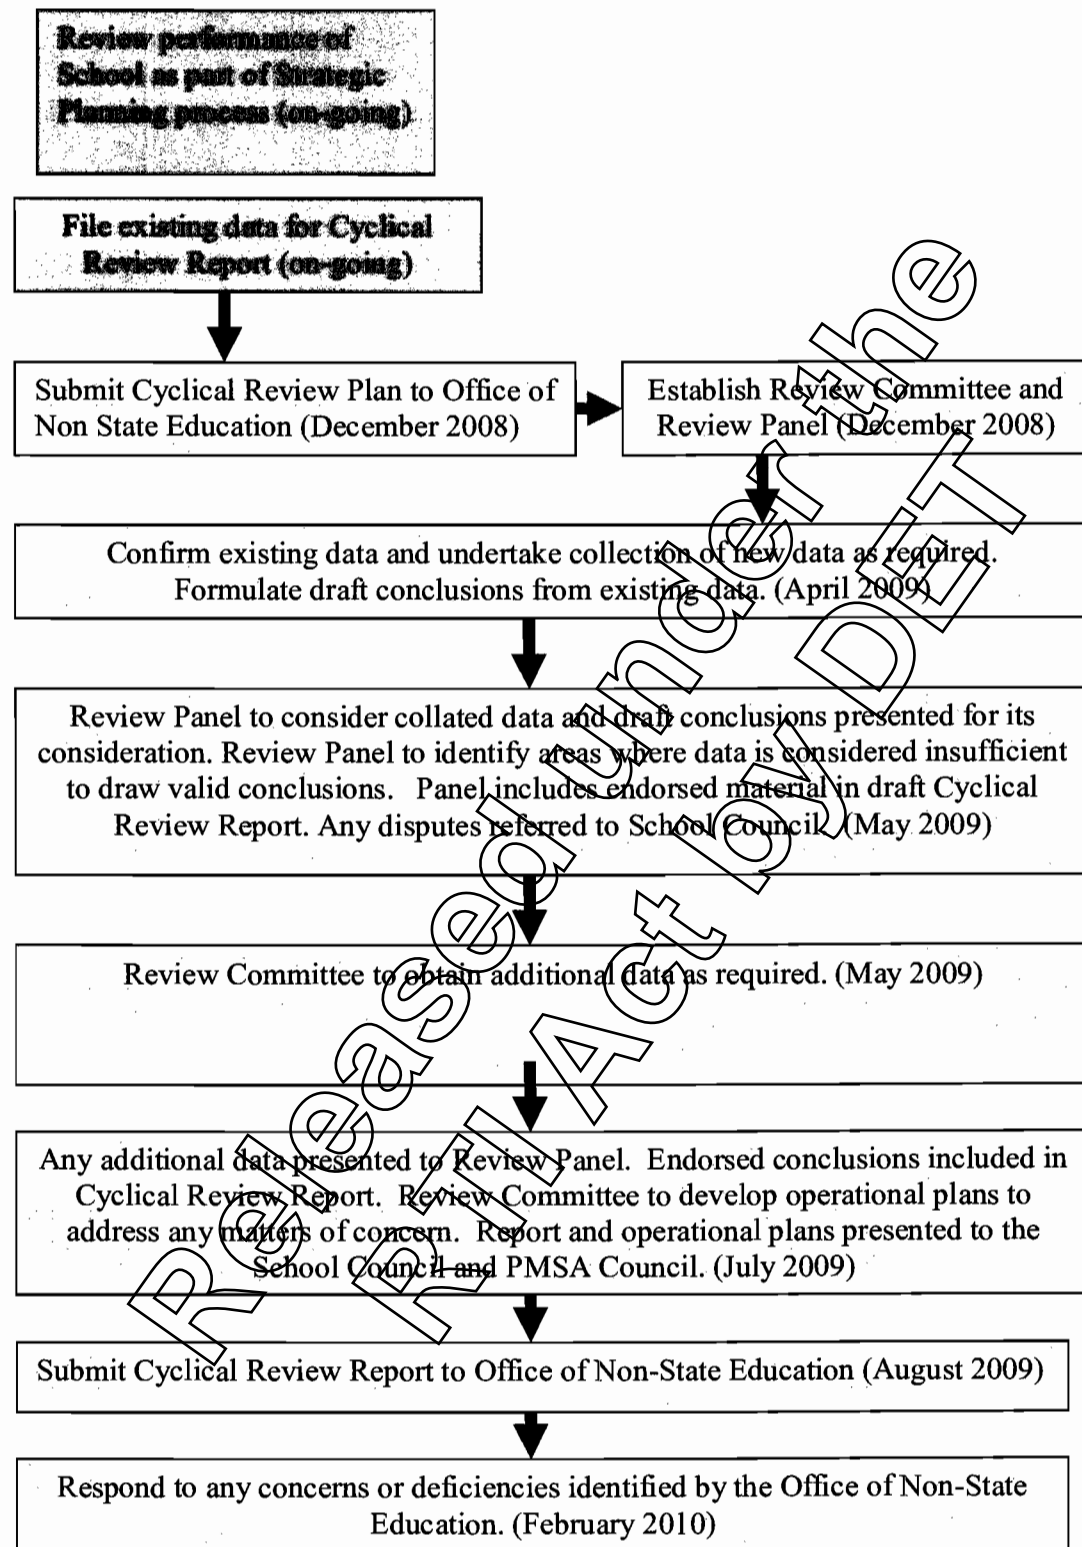 Review performance of
School as part of Strategic
Planning process (on-going)
File existing data for Cyclical
Review Report (on-going)
Submit Cyclical Review Plan to Office of
Non State Education (December 2008)
Establish Review Committee and
Review Panel (December 2008)
Confirm existing data and undertake collection of new data as required.
Formulate draft conclusions from existing data. (April 2009)
Review Panel to consider collated data and draft conclusions presented for its
consideration. Review Panel to identify areas where data is considered insufficient
to draw valid conclusions.   Panel includes endorsed material in draft Cyclical
Review Report. Any disputes referred to School Council. (May 2009)
Review Committee to obtain additional data as required. (May 2009)
Any additional data presented to Review Panel.  Endorsed conclusions included in
Cyclical Review Report.  Review Committee to develop operational plans to
address any matters of concern.  Report and operational plans presented to the
School Council and PMSA Council. (July 2009)
Submit Cyclical Review Report to Office of Non-State Education (August 2009)
Respond to any concerns or deficiencies identified by the Office of Non-State
Education. (February 2010)
Released under the
RTI Act by DET